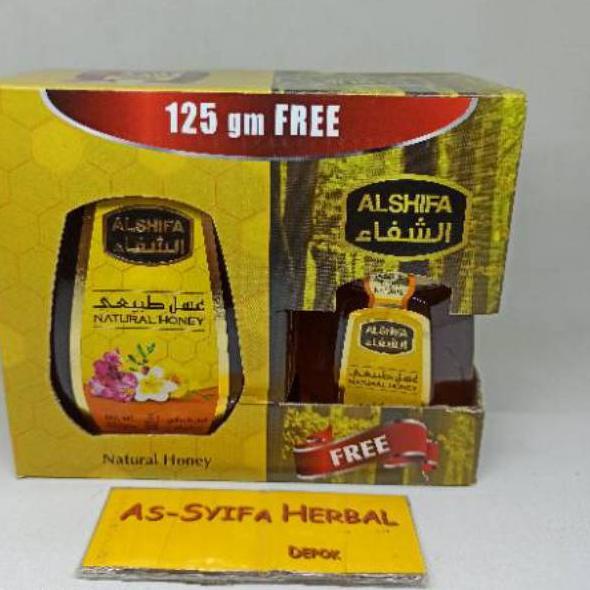 125 gm FREE
ALSHIFA
الشفاء
ALSHIFA
الشفاء
عسل طبيعي
NATURAL HONEY
ALSHIFA
الشفاء
عسل طبيعي
NATURAL HONEY
FREE
Natural Honey
AS-SYIFA HERBAL
DEPOK